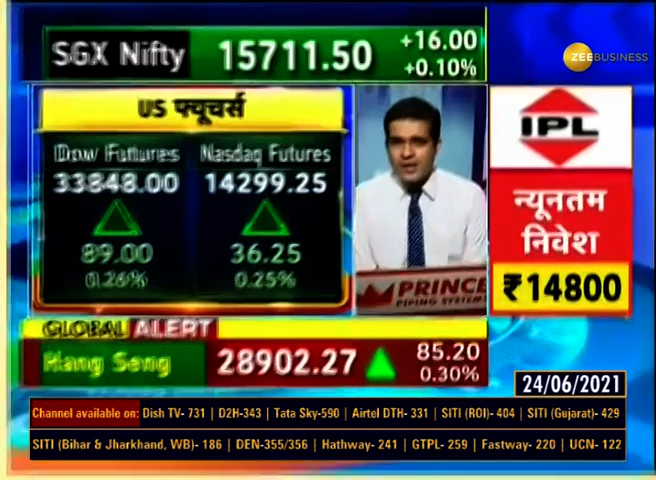 SGX Nifty 15711.50 +16.00
+0.10%
ZEEBUSINESS
US फ्यूचर्स
Dow Futures Nasdaq Futures
33848.00 14299.25
89.00 36.25
0.26% 0.25%
PRINCE
PIPING SYSTEMS
IPL
न्यूनतम
निवेश
₹14800
GLOBAL ALERT
Hang Seng 28902.27 85.20
0.30%
24/06/2021
Channel available on: Dish TV- 731 | D2H-343 | Tata Sky-590 | Airtel DTH- 331 | SITI (ROI)- 404 | SITI (Gujarat)- 429
SITI (Bihar & Jharkhand, WB)- 186 | DEN-355/356 | Hathway- 241 | GTPL- 259 | Fastway- 220 | UCN- 122